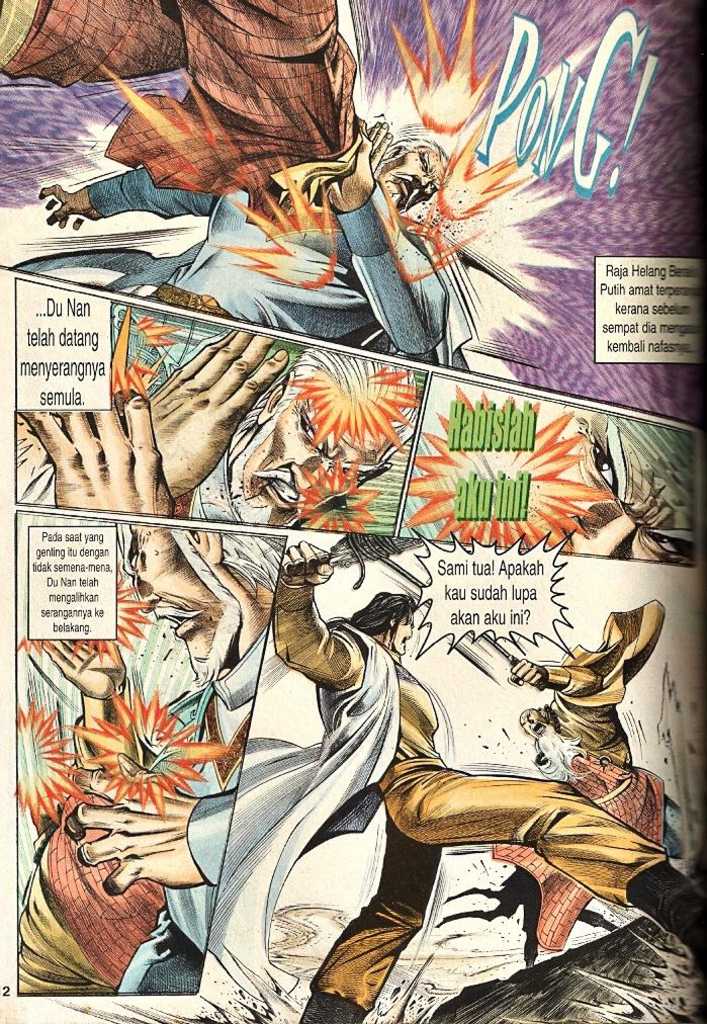 PONG!
Raja Helang
Putih amat
kerana
sempat dia
kembali nafasnya
...Du Nan
telah datang
menyerangnya
semula.
Habislah
aku ini!
Pada saat yang
genting itu dengan
tidak semena-mena,
Du Nan telah
mengalihkan
serangannya ke
belakang.
Sami tua! Apakah
kau sudah lupa
akan aku ini?
2